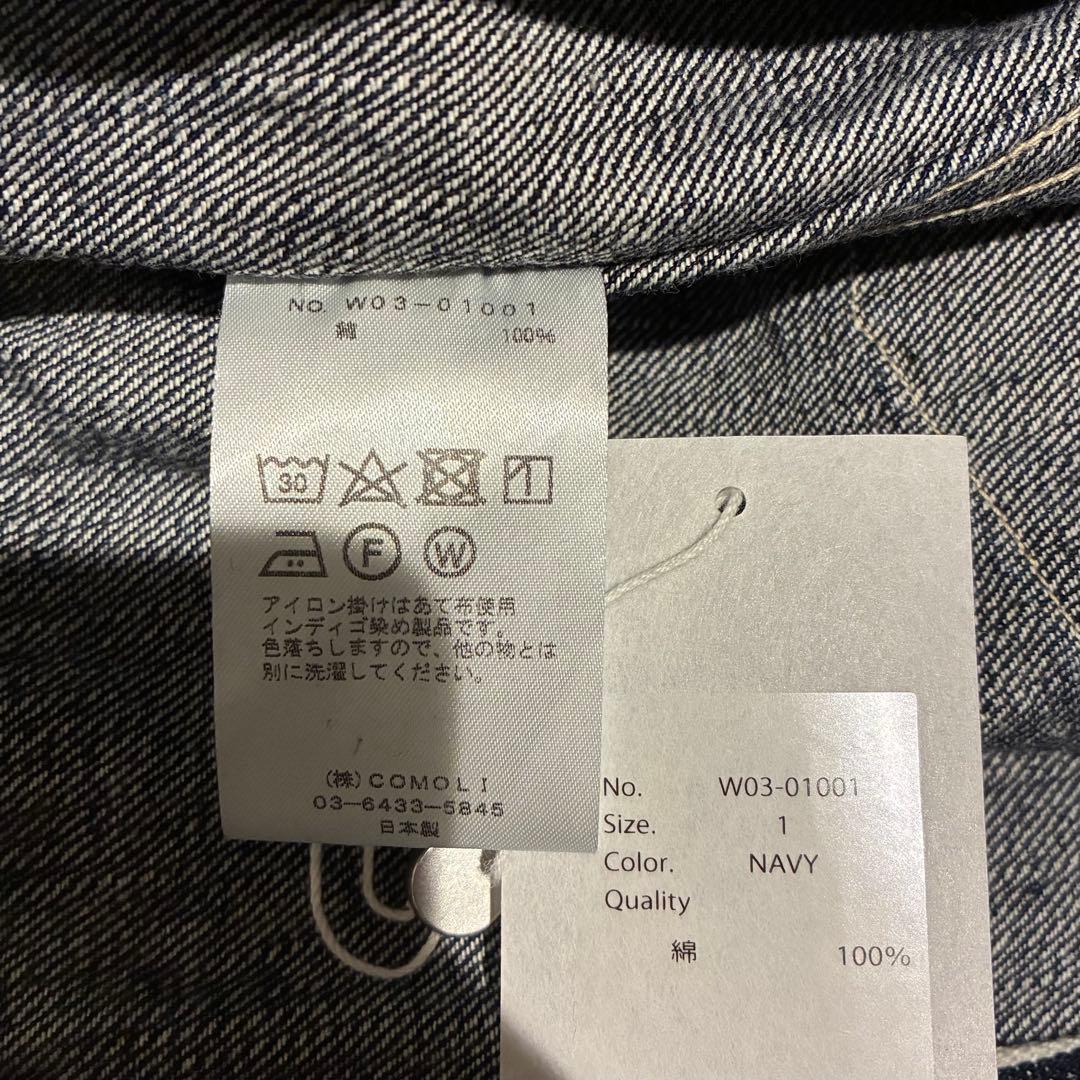 No. W03-01001
綿 100%
30
F W
アイロン掛けはあて布使用
インディゴ染め製品です。
色落ちしますので、他の物とは
別に洗濯してください。
(株)COMOLI
03-6433-5845
日本製
No. W03-01001
Size. 1
Color. NAVY
Quality
綿 100%